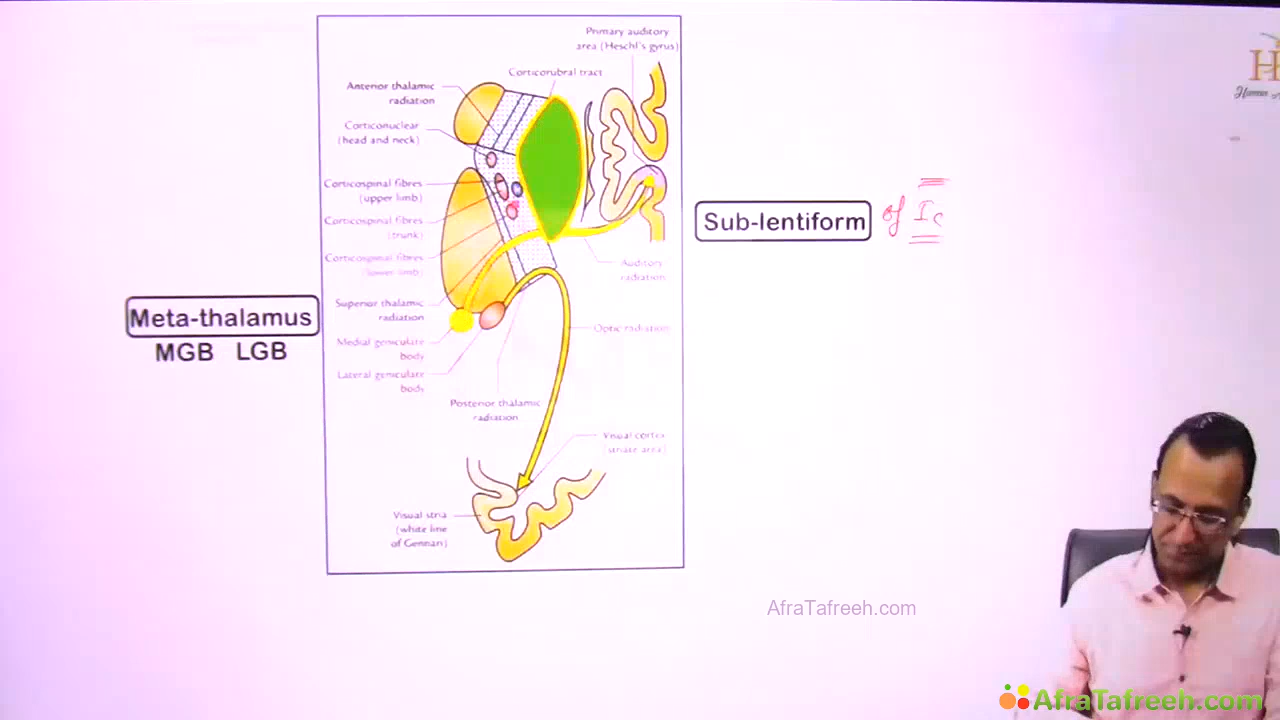 Primary auditory
area (Heschl's gyrus)
Corticorubral tract
Anterior thalamic
radiation
Corticonuclear
(head and neck)
Corticospinal fibres
(upper limb)
Corticospinal fibres
(trunk)
Corticospinal fibres
(lower limb)
Superior thalamic
radiation
Medial geniculate
body
Lateral geniculate
body
Auditory
radiation
Optic radiation
Posterior thalamic
radiation
Visual cortex
(striate area)
Visual stria
(white line
of Gennari)
Meta-thalamus
MGB LGB
Sub-lentiform of IC
H
AfraTafreeh.com
AfraTafreeh.com